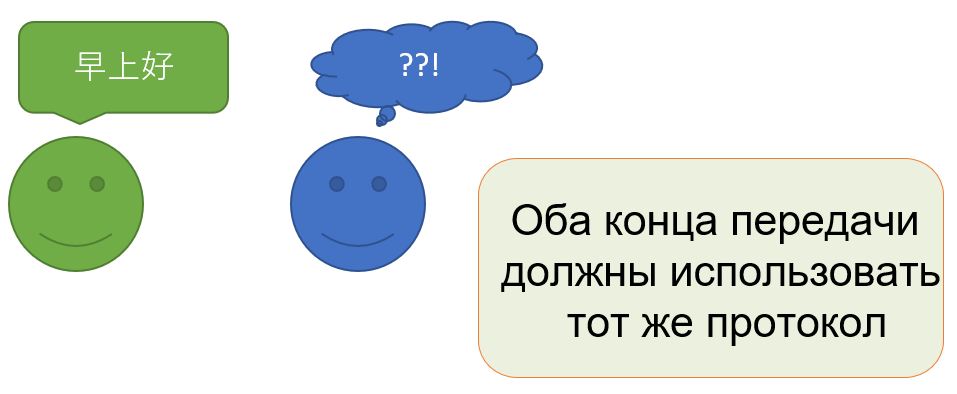 早上好
??!
Оба конца передачи
должны использовать
тот же протокол